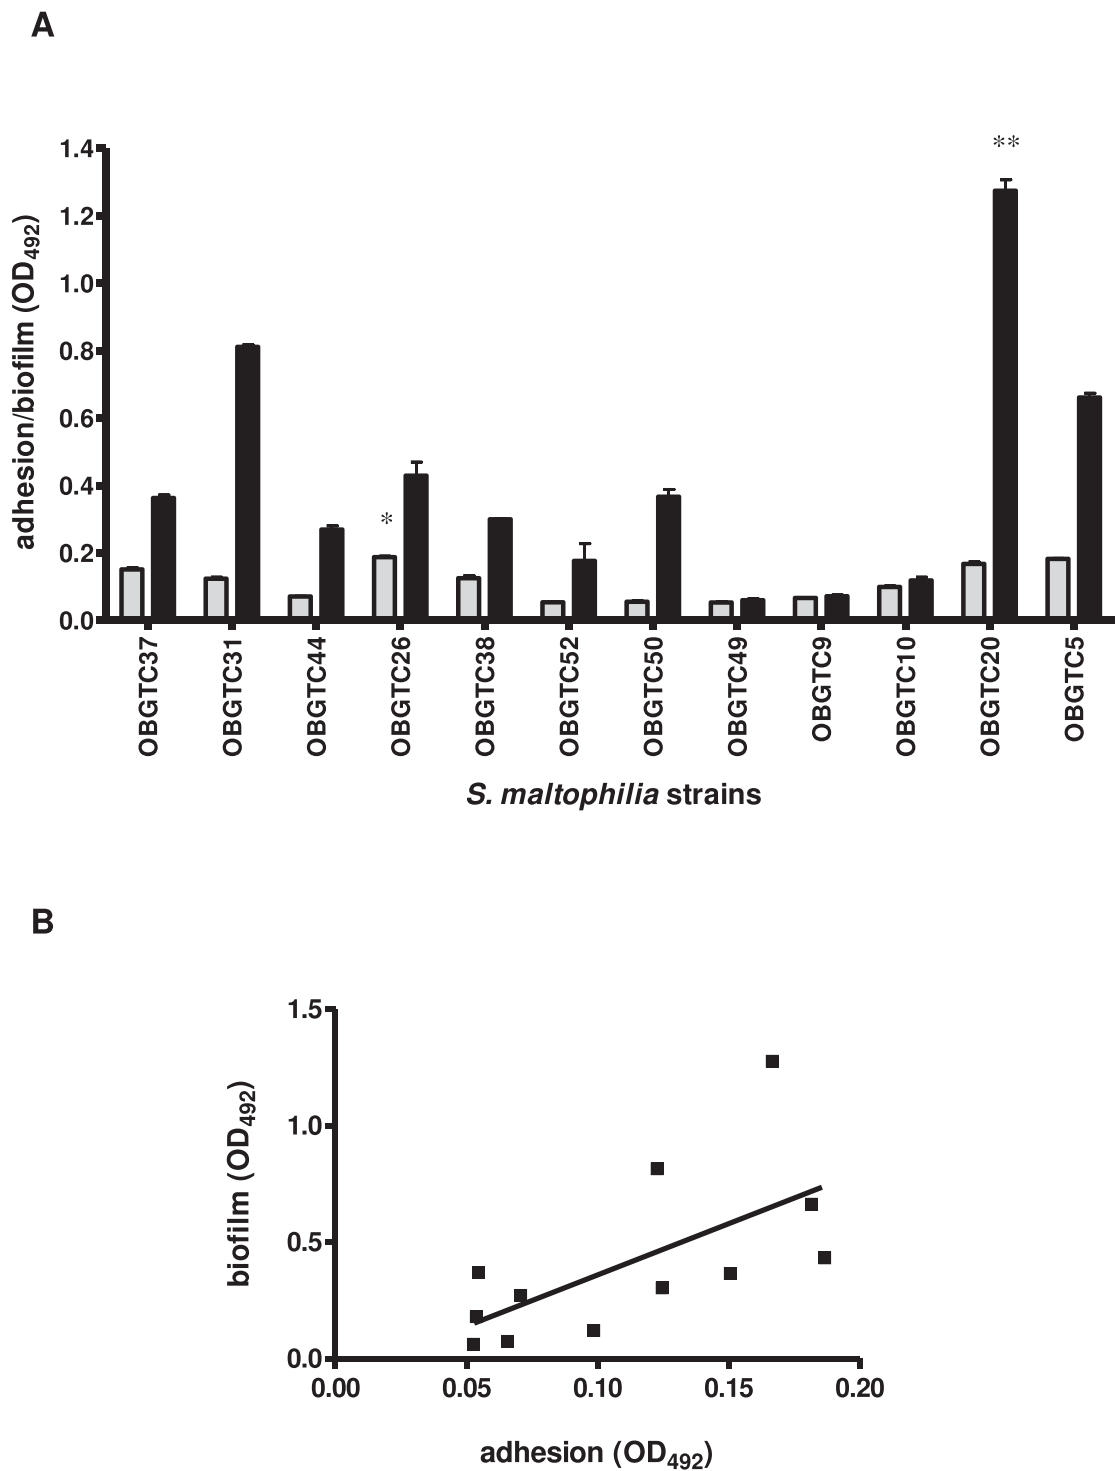 A
**
1.4
1.2
1.0
0.8
0.6
0.4
0.2
0.0
*
adhesion/biofilm (OD492)
OBGTC37
OBGTC31
OBGTC44
OBGTC26
OBGTC38
OBGTC52
OBGTC50
OBGTC49
OBGTC9
OBGTC10
OBGTC20
OBGTC5
S. maltophilia strains
B
1.5
1.0
0.5
0.0
biofilm (OD492)
0.00 0.05 0.10 0.15 0.20
adhesion (OD492)